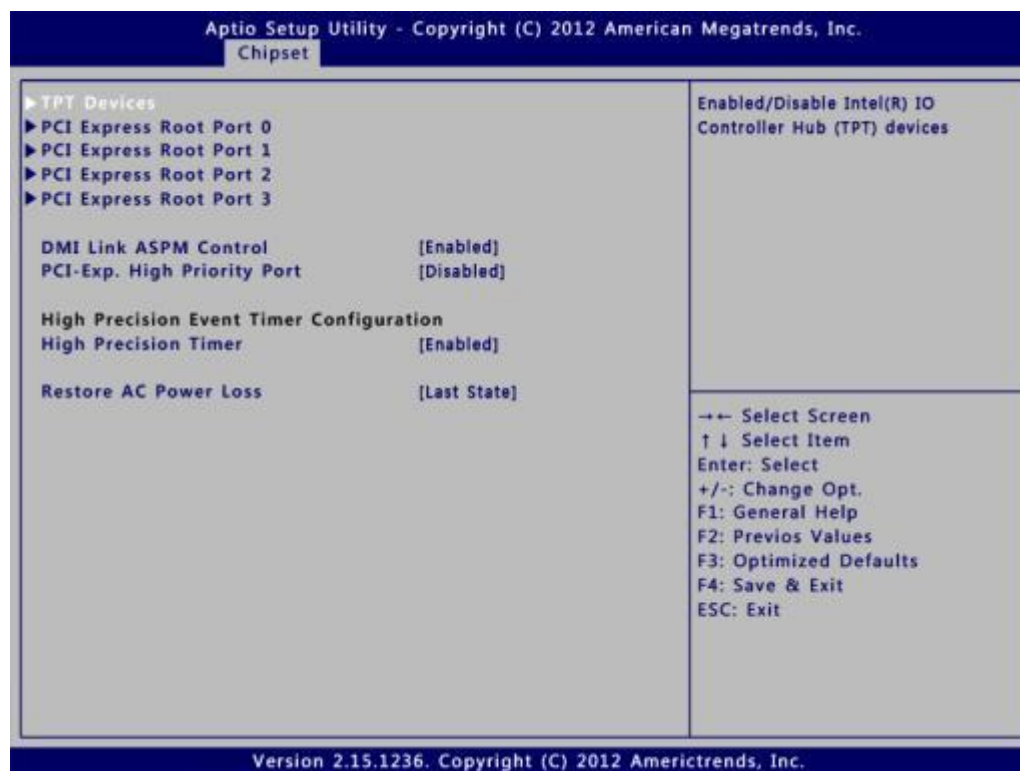 Aptio Setup Utility - Copyright (C) 2012 American Megatrends, Inc.
Chipset
▶TPT Devices
▶PCI Express Root Port 0
▶PCI Express Root Port 1
▶PCI Express Root Port 2
▶PCI Express Root Port 3
DMI Link ASPM Control [Enabled]
PCI-Exp. High Priority Port [Disabled]
High Precision Event Timer Configuration
High Precision Timer [Enabled]
Restore AC Power Loss [Last State]
Enabled/Disable Intel(R) IO
Controller Hub (TPT) devices
→← Select Screen
↑↓ Select Item
Enter: Select
+/-: Change Opt.
F1: General Help
F2: Previos Values
F3: Optimized Defaults
F4: Save & Exit
ESC: Exit
Version 2.15.1236. Copyright (C) 2012 Americtrends, Inc.